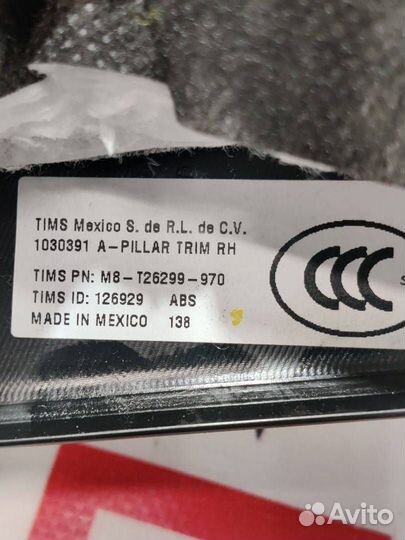 TIMS Mexico S. de R.L. de C.V.
1030391 A-PILLAR TRIM RH
TIMS PN: M8-T26299-970
TIMS ID: 126929 ABS
MADE IN MEXICO 138
CCC
S
Avito